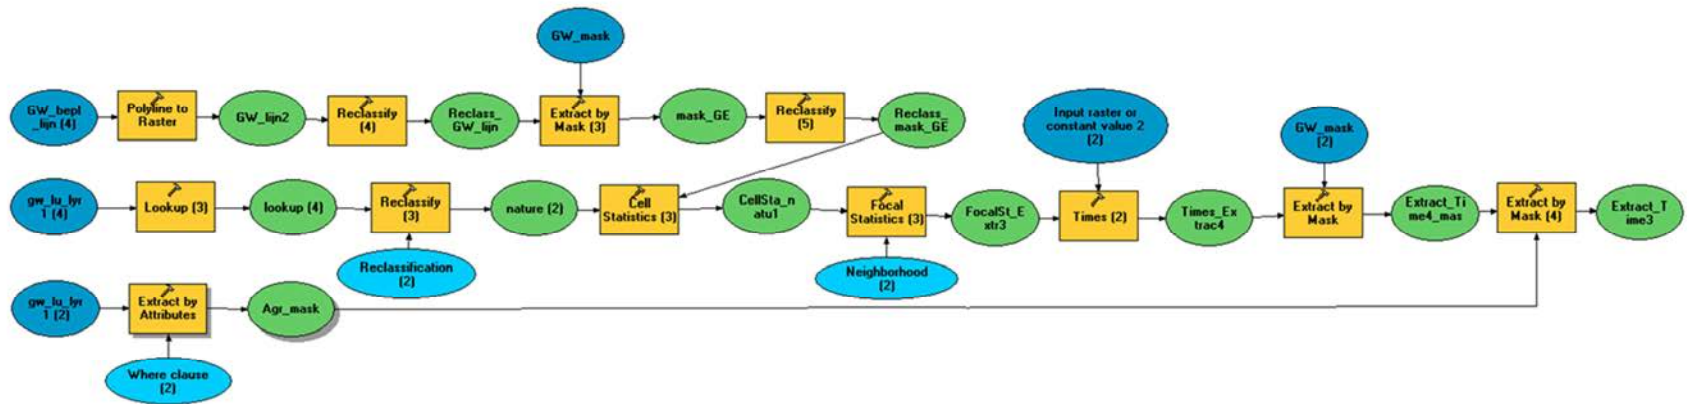 GW_mask
GW_bepl
_lijn (4)
Polyline to
Raster
GW_lijn2
Reclassify
(4)
Reclass_
GW_lijn
Extract by
Mask (3)
mask_GE
Reclassify
(5)
Reclass_
mask_GE
Input raster or
constant value 2
(2)
GW_mask
(2)
gw_lu_lyr
1 (4)
Lookup (3)
lookup (4)
Reclassify
(3)
nature (2)
Cell
Statistics (3)
CellSta_n
atu1
Focal
Statistics (3)
FocalSt_E
xtr3
Times (2)
Times_Ex
trac4
Extract by
Mask
Extract_Ti
me4_mas
Extract by
Mask (4)
Extract_T
ime3
Reclassification
(2)
Neighborhood
(2)
gw_lu_lyr
1 (2)
Extract by
Attributes
Agr_mask
Where clause
(2)